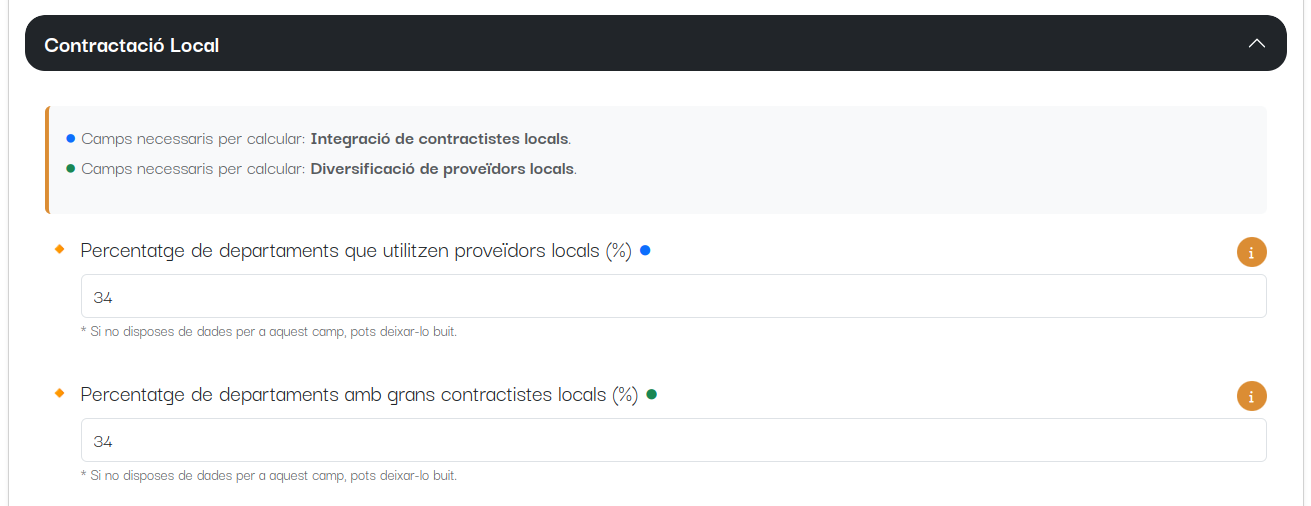 Contractació Local
Camps necessaris per calcular: Integració de contractistes locals.
Camps necessaris per calcular: Diversificació de proveïdors locals.
Percentatge de departaments que utilitzen proveïdors locals (%)
i
34
* Si no disposes de dades per a aquest camp, pots deixar-lo buit.
Percentatge de departaments amb grans contractistes locals (%)
i
34
* Si no disposes de dades per a aquest camp, pots deixar-lo buit.